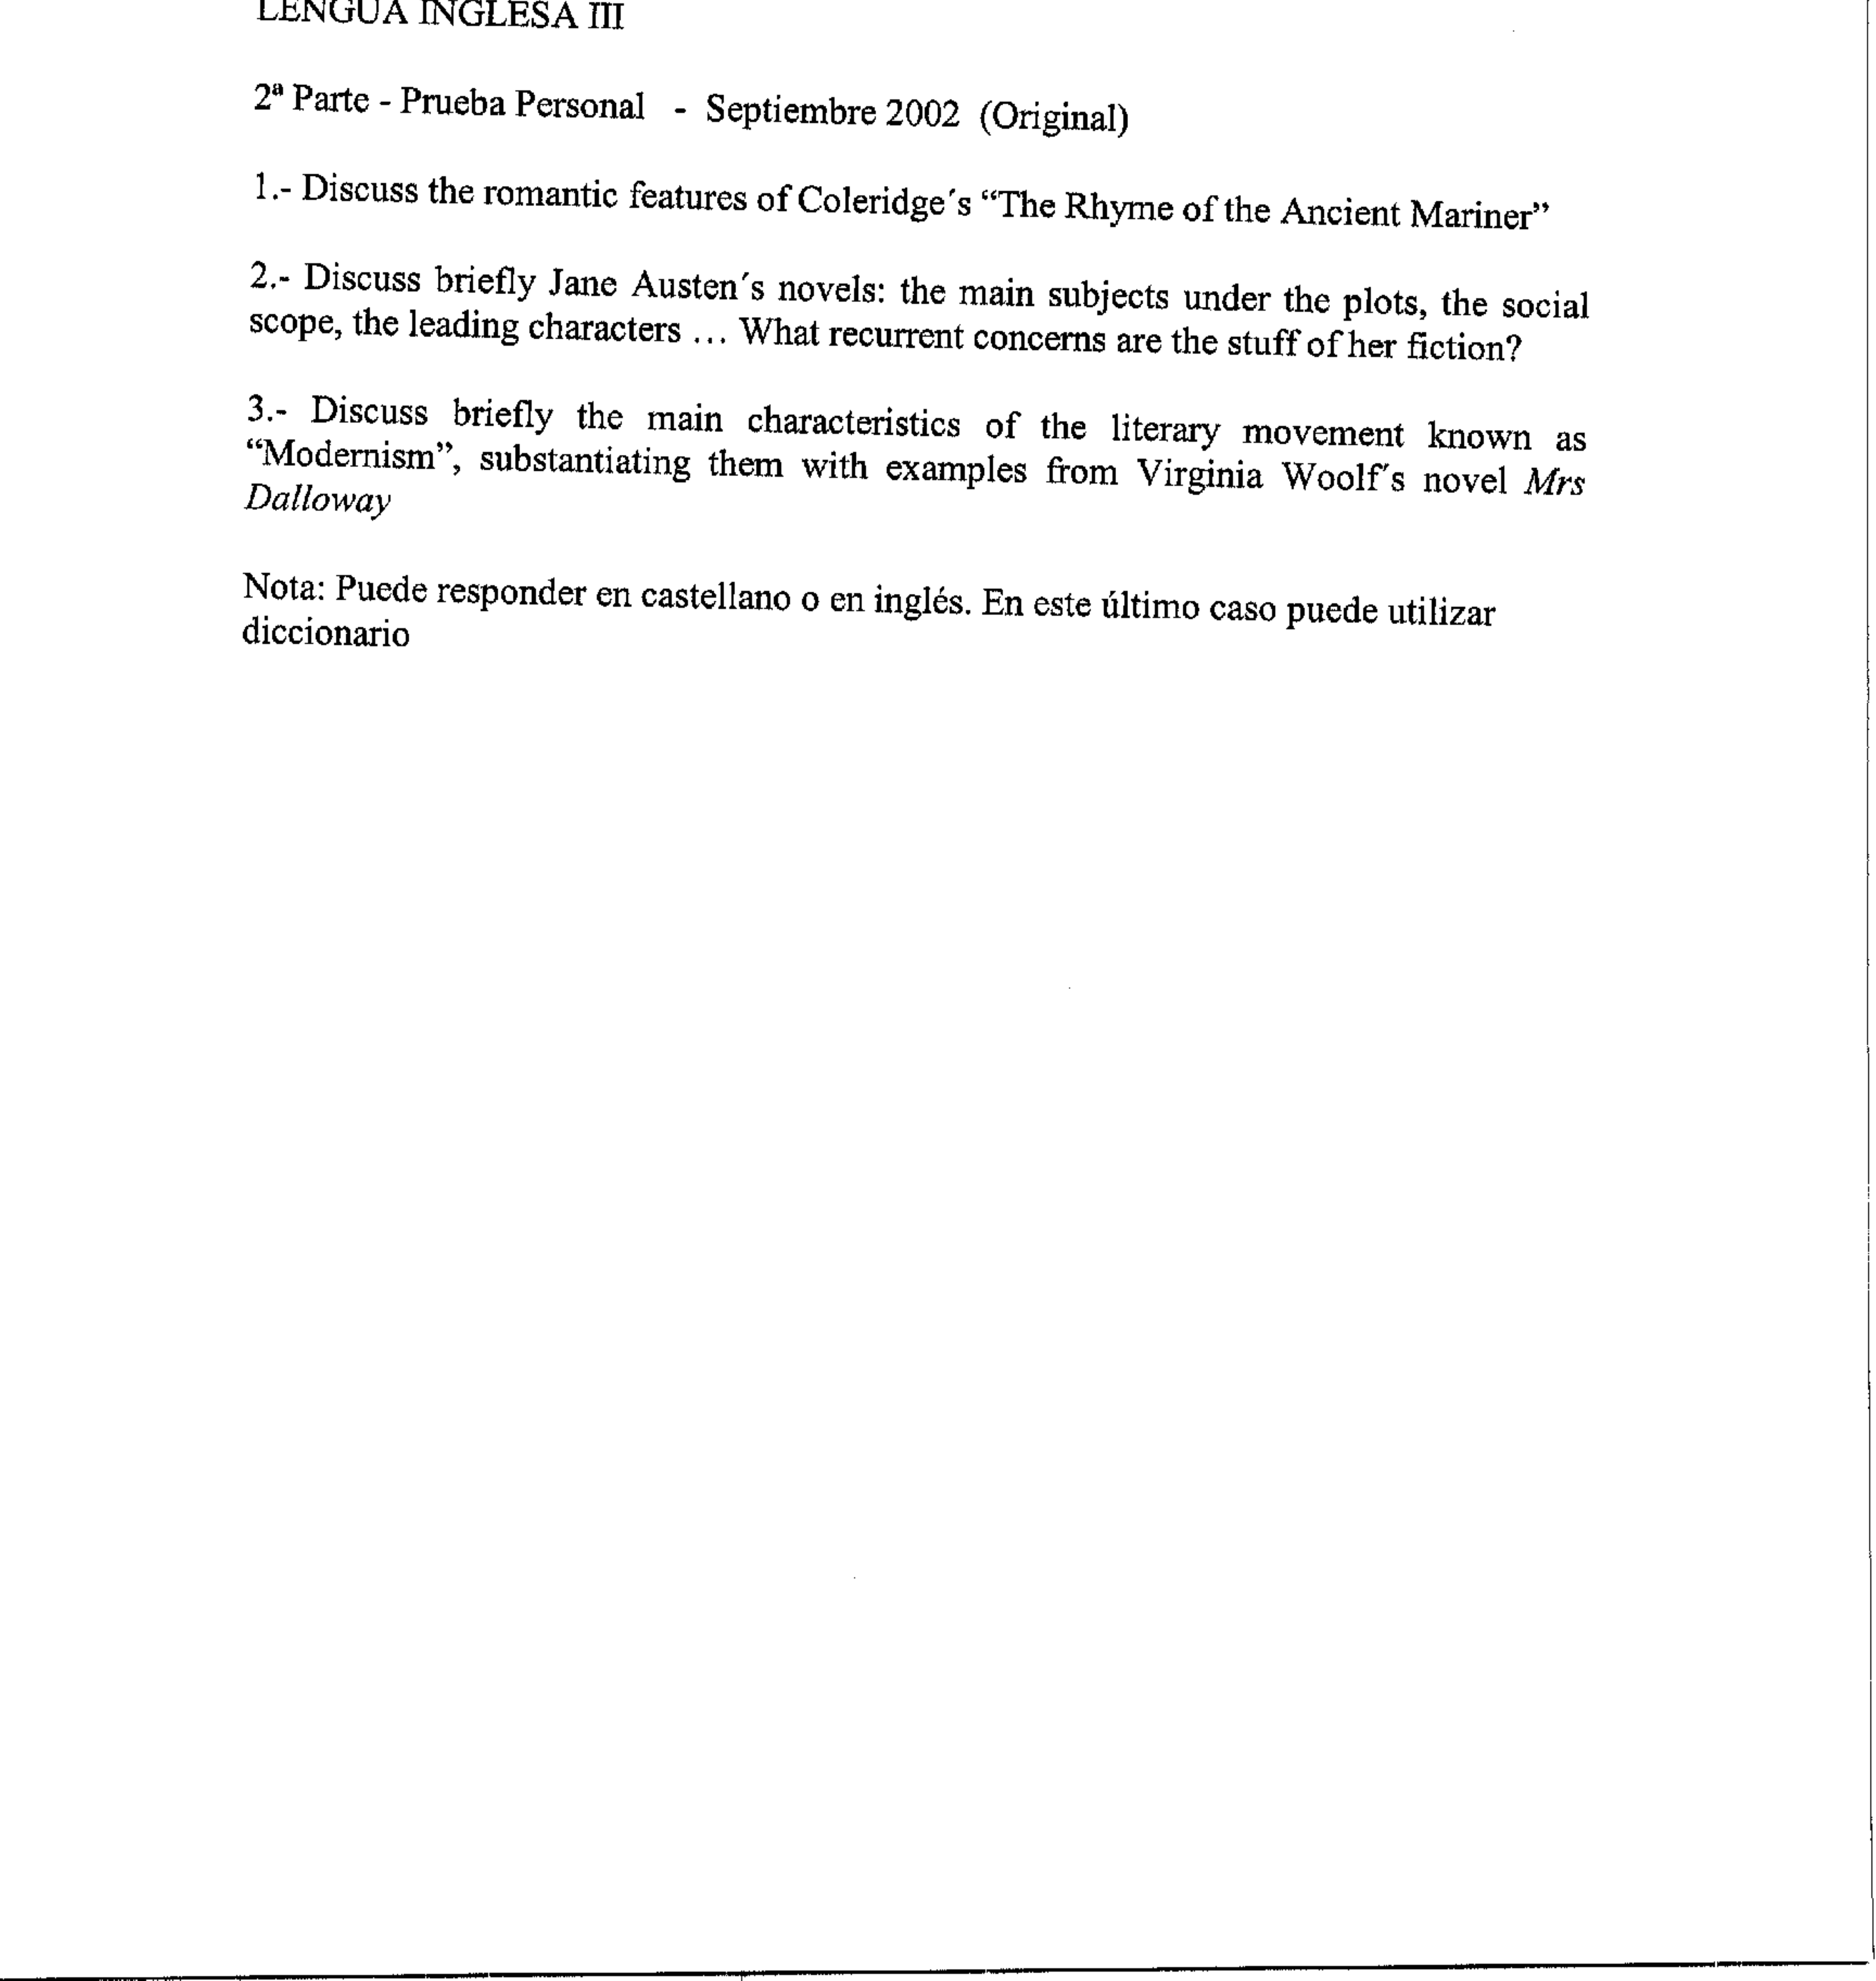 LENGUA INGLESA III
2ª Parte - Prueba Personal - Septiembre 2002 (Original)
1.- Discuss the romantic features of Coleridge´s “The Rhyme of the Ancient Mariner”
2.- Discuss briefly Jane Austen´s novels: the main subjects under the plots, the social
scope, the leading characters ... What recurrent concerns are the stuff of her fiction?
3.- Discuss briefly the main characteristics of the literary movement known as
“Modernism”, substantiating them with examples from Virginia Woolf´s novel Mrs
Dalloway
Nota: Puede responder en castellano o en inglés. En este último caso puede utilizar
diccionario